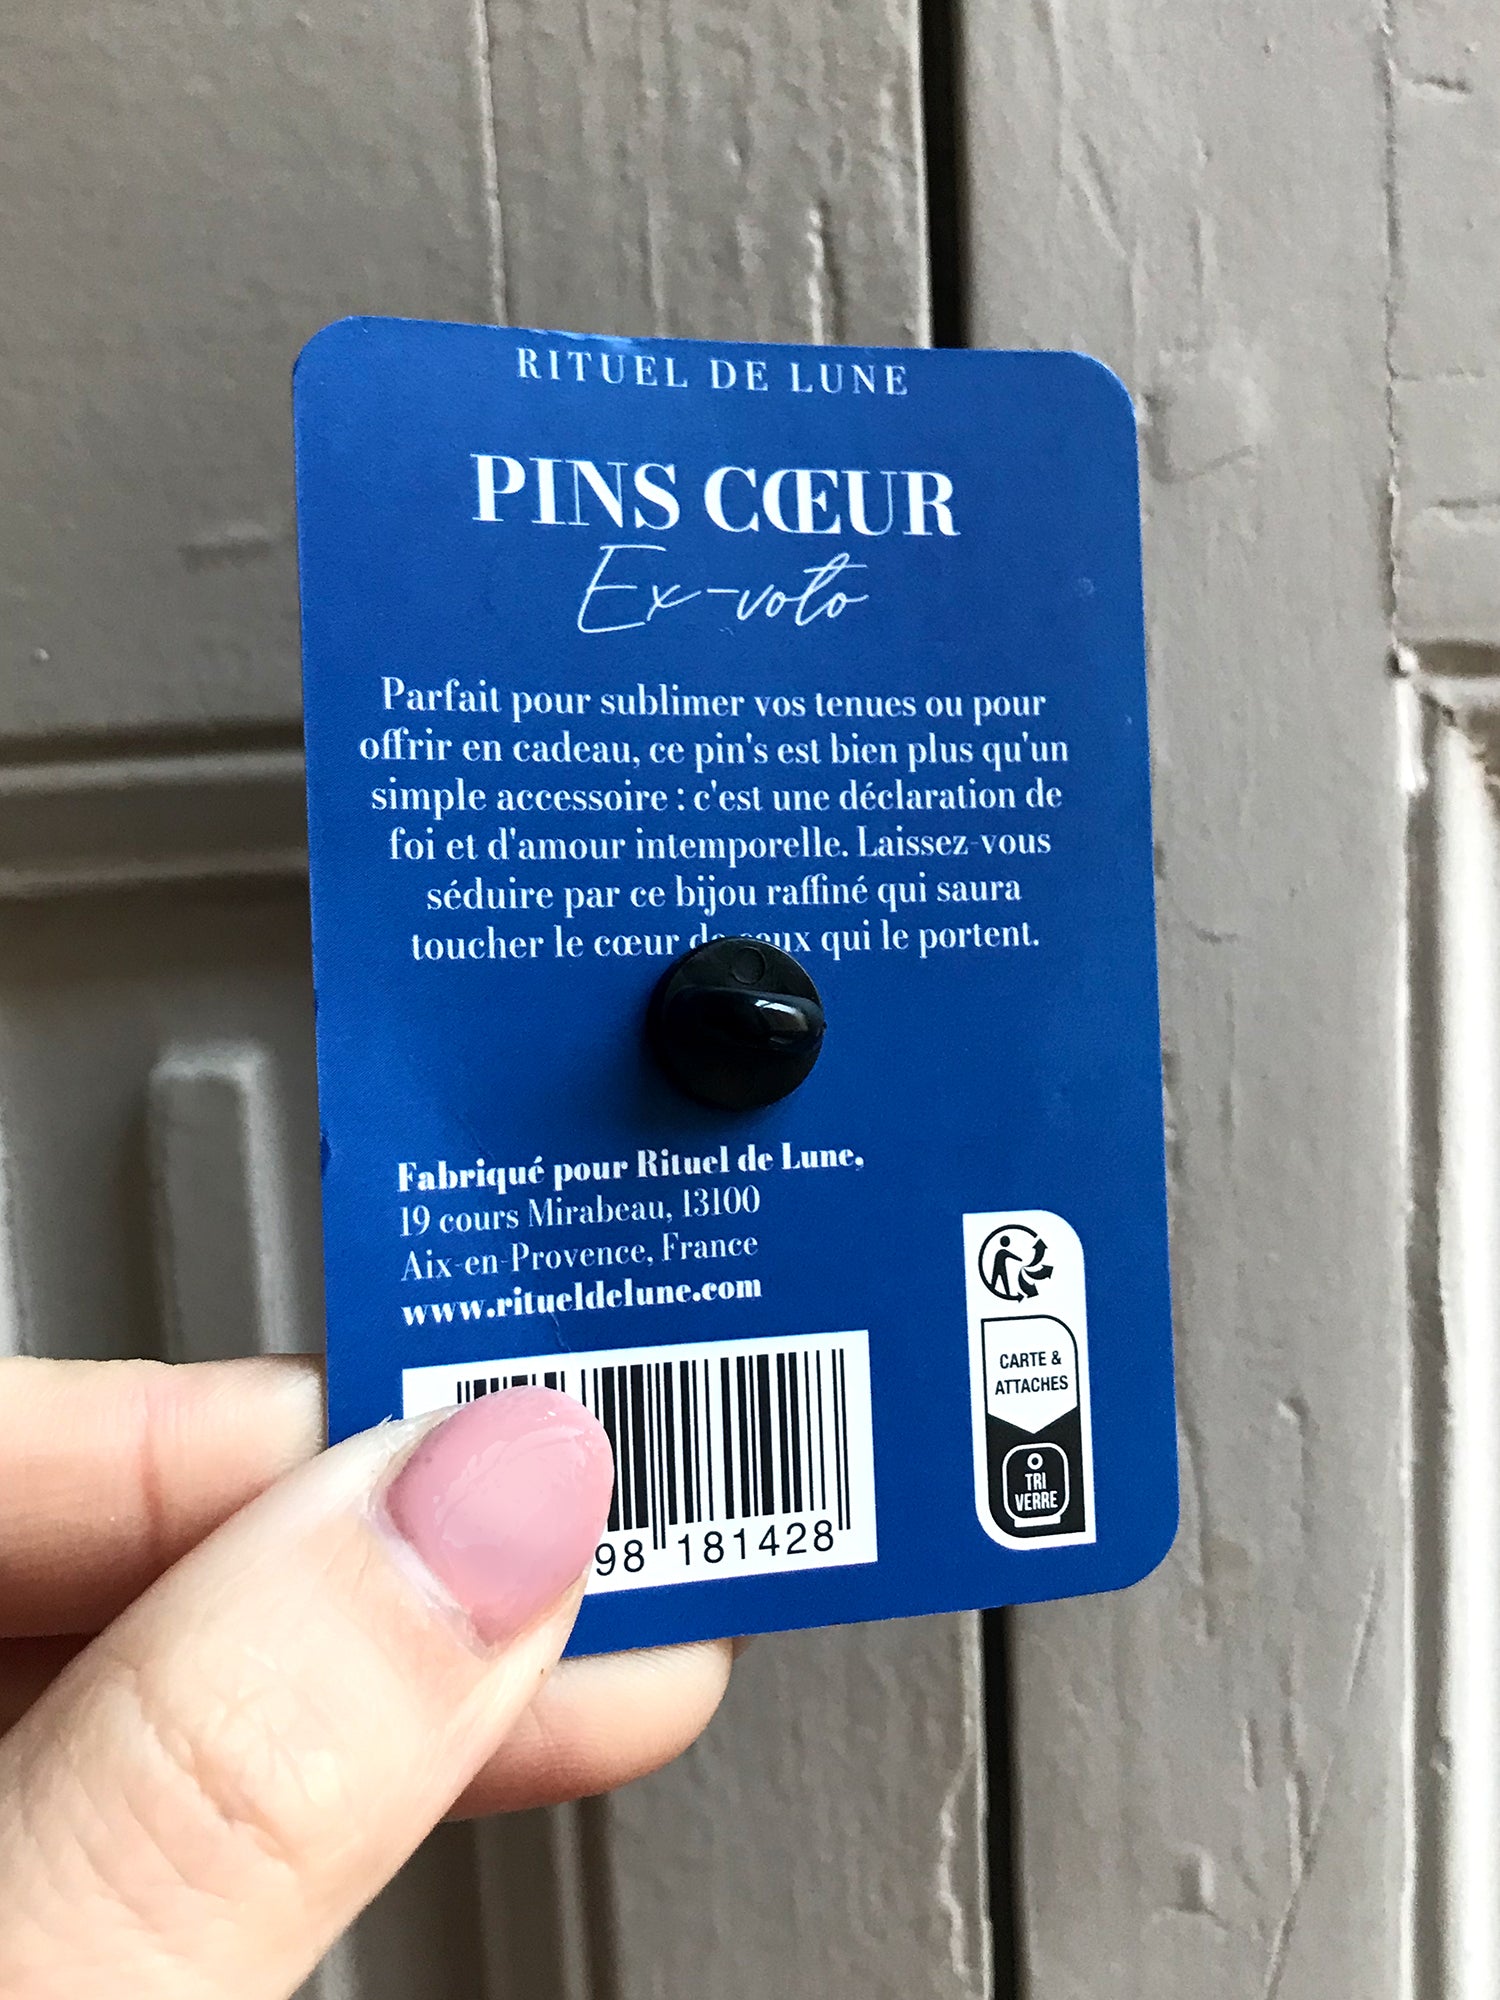 RITUEL DE LUNE
PINS CŒUR
Ex-voto
Parfait pour sublimer vos tenues ou pour
offrir en cadeau, ce pin's est bien plus qu'un
simple accessoire : c'est une déclaration de
foi et d'amour intemporelle. Laissez-vous
séduire par ce bijou raffiné qui saura
toucher le cœur de ceux qui le portent.
Fabriqué pour Rituel de Lune,
19 cours Mirabeau, 13100
Aix-en-Provence, France
www.ritueldelune.com
98 181428
CARTE &
ATTACHES
TRI
VERRE